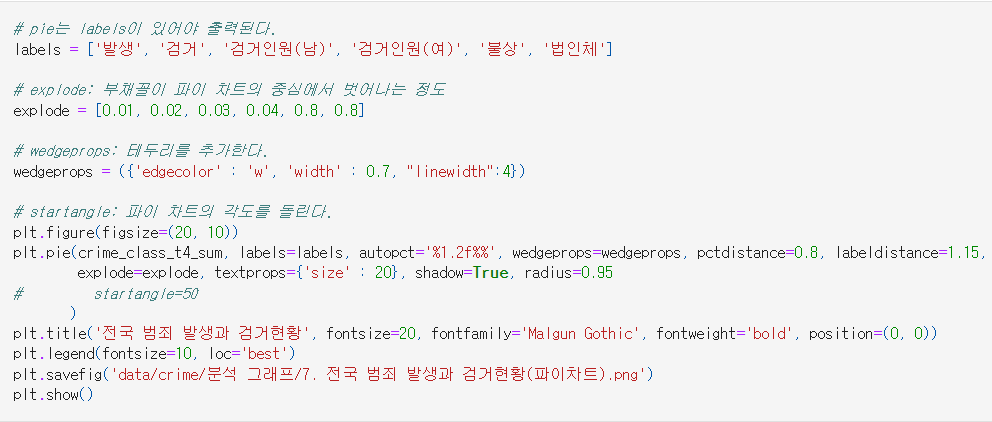 # pie는 labels이 있어야 출력된다.
labels = ['발생', '검거', '검거인원(남)', '검거인원(여)', '불상', '법인체']
# explode: 부채꼴이 파이 차트의 중심에서 벗어나는 정도
explode = [0.01, 0.02, 0.03, 0.04, 0.8, 0.8]
# wedgeprops: 테두리를 추가한다.
wedgeprops = ({'edgecolor' : 'w', 'width' : 0.7, "linewidth":4})
# startangle: 파이 차트의 각도를 돌린다.
plt.figure(figsize=(20, 10))
plt.pie(crime_class_t4_sum, labels=labels, autopct='%1.2f%%', wedgeprops=wedgeprops, pctdistance=0.8, labeldistance=1.15,
explode=explode, textprops={'size' : 20}, shadow=True, radius=0.95
# startangle=50
)
plt.title('전국 범죄 발생과 검거현황', fontsize=20, fontfamily='Malgun Gothic', fontweight='bold', position=(0, 0))
plt.legend(fontsize=10, loc='best')
plt.savefig('data/crime/분석 그래프/7. 전국 범죄 발생과 검거현황(파이차트).png')
plt.show()